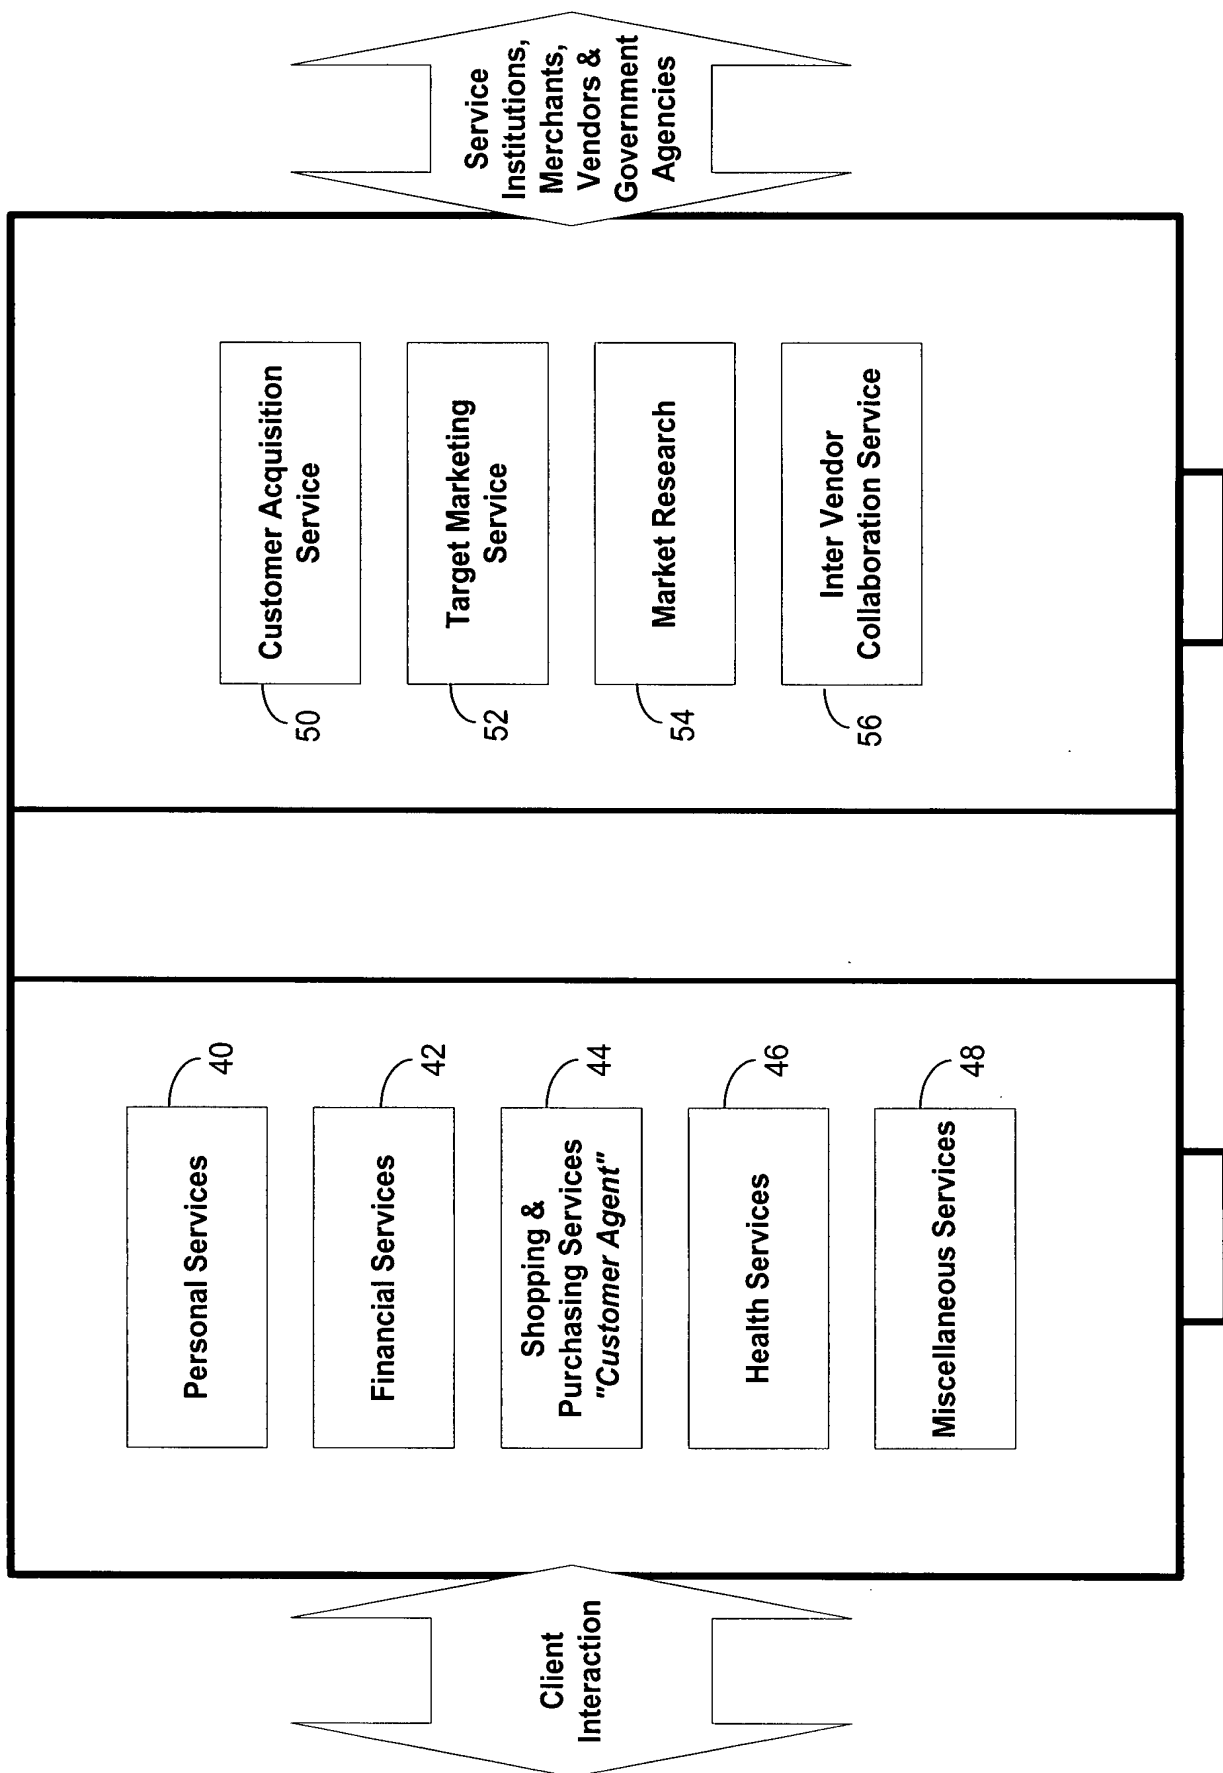 Client
Interaction
Personal Services
40
Financial Services
42
Shopping &
Purchasing Services
"Customer Agent"
44
Health Services
46
Miscellaneous Services
48
Customer Acquisition
Service
50
Target Marketing
Service
52
Market Research
54
Inter Vendor
Collaboration Service
56
Service
Institutions,
Merchants,
Vendors &
Government
Agencies